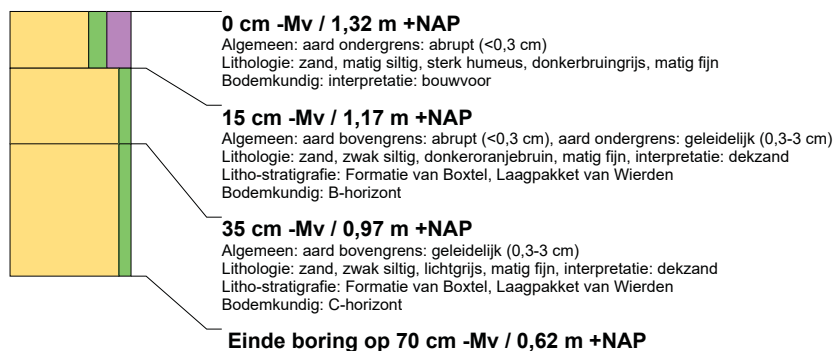 0 cm -Mv / 1,32 m +NAP
Algemeen: aard ondergrens: abrupt (<0,3 cm)
Lithologie: zand, matig siltig, sterk humeus, donkerbruingrijs, matig fijn
Bodemkundig: interpretatie: bouwvoor
15 cm -Mv / 1,17 m +NAP
Algemeen: aard bovengrens: abrupt (<0,3 cm), aard ondergrens: geleidelijk (0,3-3 cm)
Lithologie: zand, zwak siltig, donkeroranjebruin, matig fijn, interpretatie: dekzand
Litho-stratigrafie: Formatie van Boxtel, Laagpakket van Wierden
Bodemkundig: B-horizont
35 cm -Mv / 0,97 m +NAP
Algemeen: aard bovengrens: geleidelijk (0,3-3 cm)
Lithologie: zand, zwak siltig, lichtgrijs, matig fijn, interpretatie: dekzand
Litho-stratigrafie: Formatie van Boxtel, Laagpakket van Wierden
Bodemkundig: C-horizont
Einde boring op 70 cm -Mv / 0,62 m +NAP